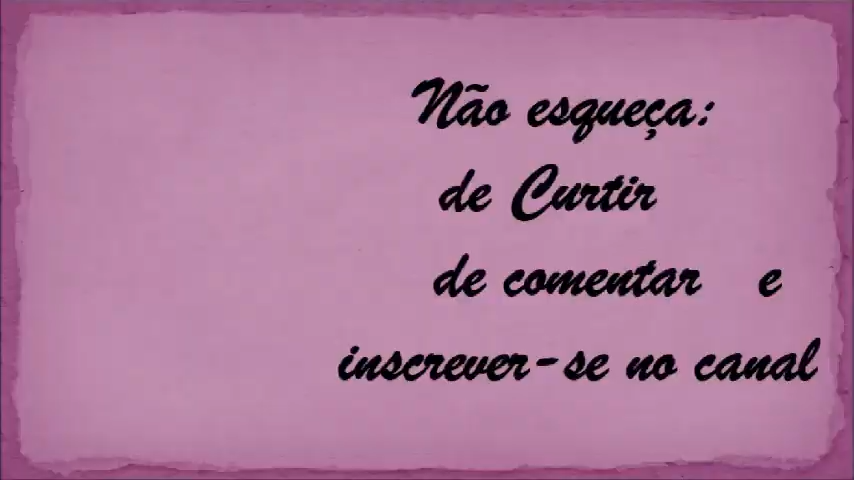 Não esqueça:
de Curtir
de comentar e
inscrever-se no canal